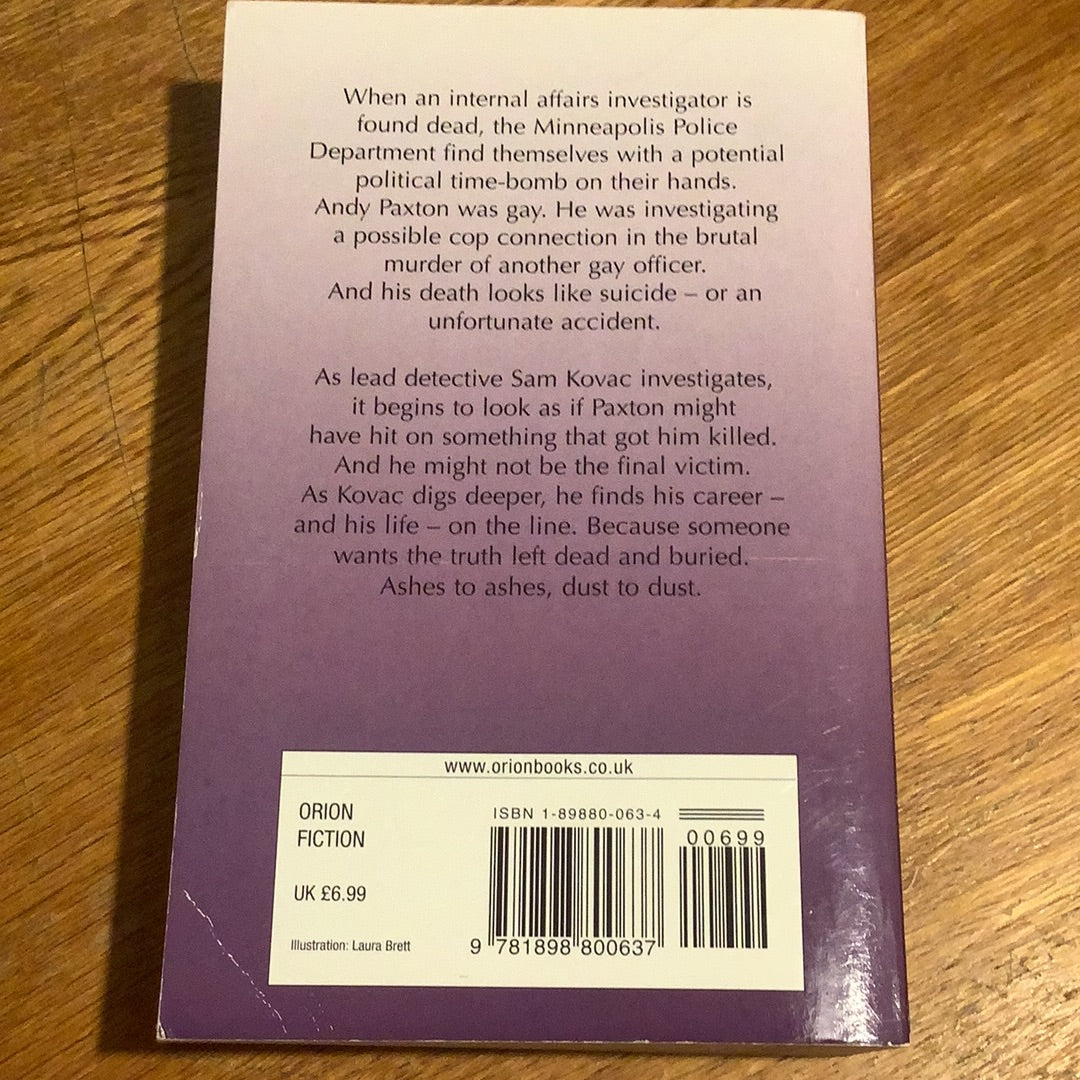 When an internal affairs investigator is
found dead, the Minneapolis Police
Department find themselves with a potential
political time-bomb on their hands.
Andy Paxton was gay. He was investigating
a possible cop connection in the brutal
murder of another gay officer.
And his death looks like suicide – or an
unfortunate accident.
As lead detective Sam Kovac investigates,
it begins to look as if Paxton might
have hit on something that got him killed.
And he might not be the final victim.
As Kovac digs deeper, he finds his career –
and his life – on the line. Because someone
wants the truth left dead and buried.
Ashes to ashes, dust to dust.
www.orionbooks.co.uk
ORION
FICTION
UK £6.99
Illustration: Laura Brett
ISBN 1-89880-063-4
00699
9 781898 800637